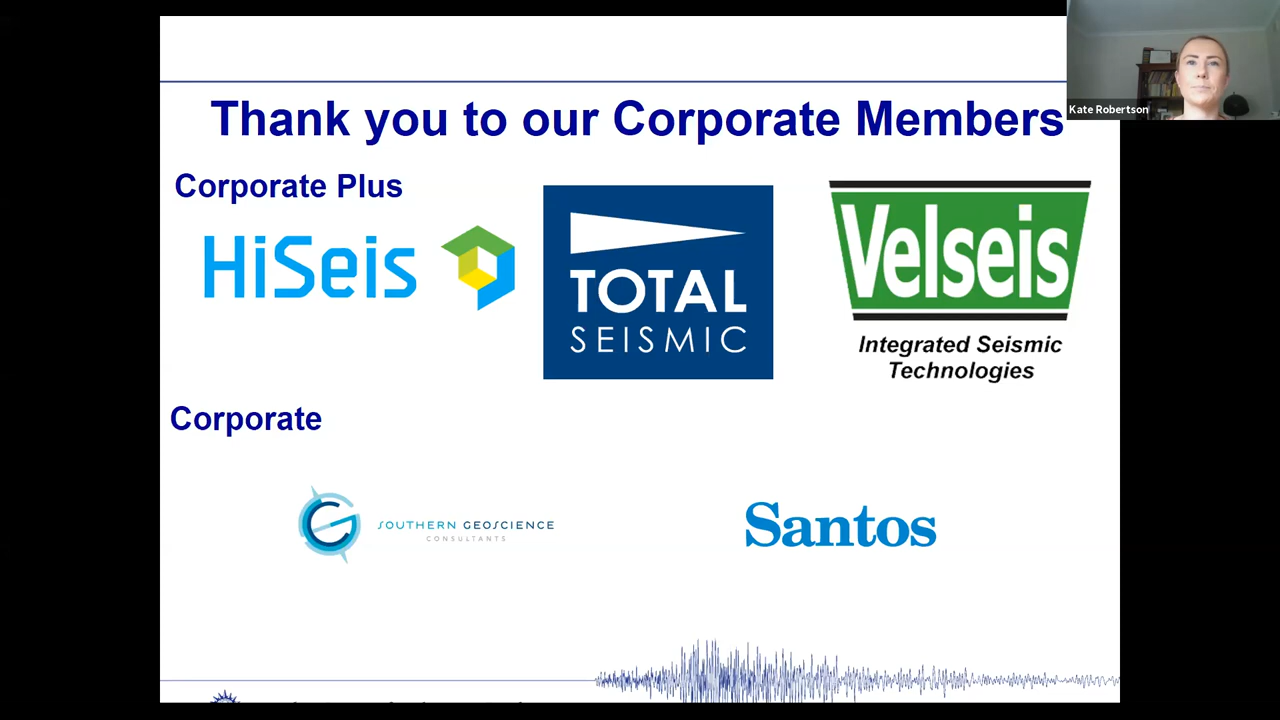 Thank you to our Corporate Members
Kate Robertson
Corporate Plus
HiSeis
TOTAL
SEISMIC
Velseis
Integrated Seismic
Technologies
Corporate
SOUTHERN GEOSCIENCE
CONSULTANTS
Santos